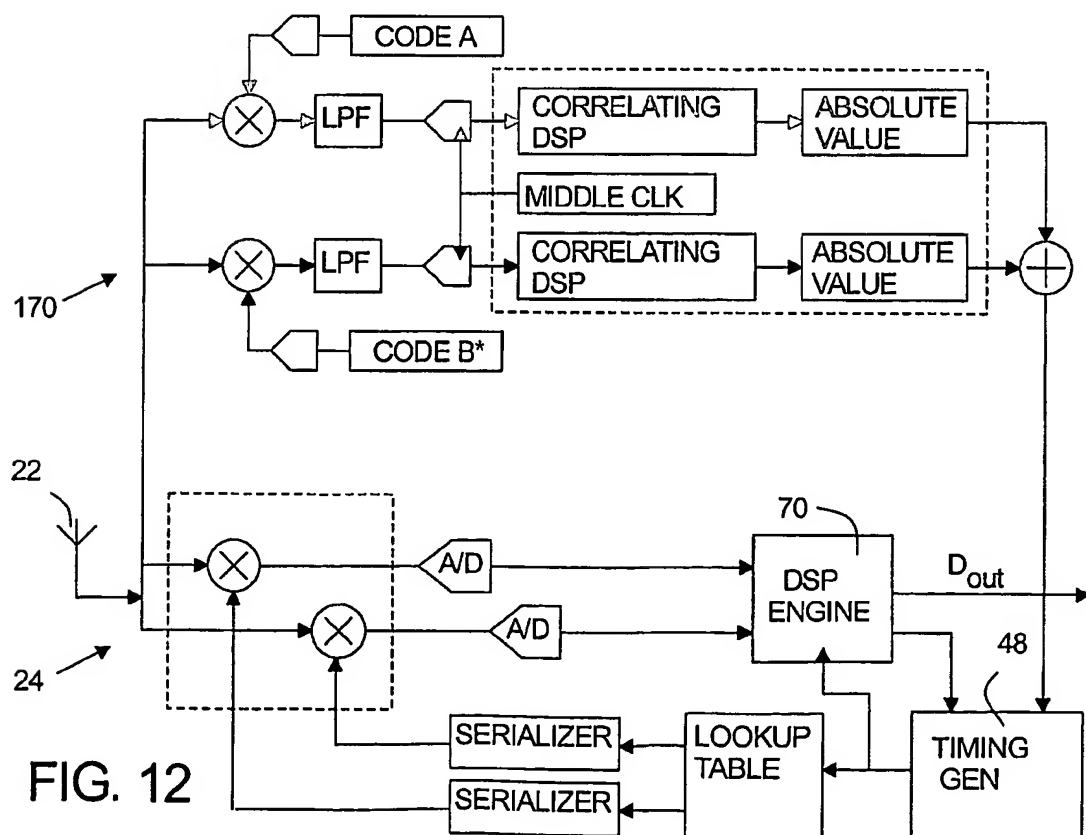 CODE A
LPF
CORRELATING
DSP
ABSOLUTE
VALUE
MIDDLE CLK
LPF
CORRELATING
DSP
ABSOLUTE
VALUE
170
CODE B*
22
70
A/D
DSP
ENGINE
Dout
A/D
24
48
SERIALIZER
LOOKUP
TABLE
TIMING
GEN
SERIALIZER
FIG. 12